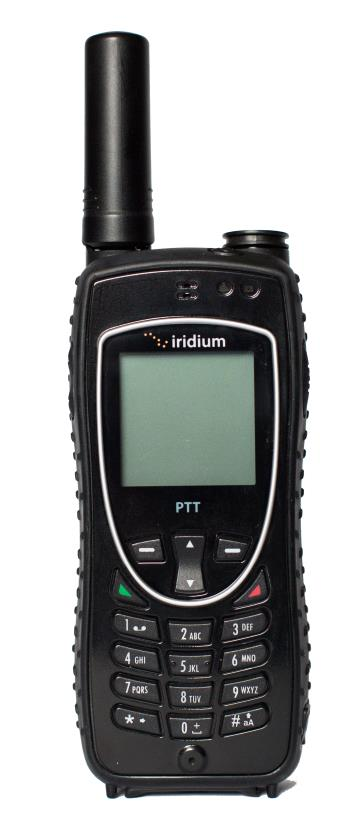 iridium
PTT
1
2 ABC
3 DEF
4 GHI
5 JKL
6 MNO
7 PQRS
8 TUV
9 WXYZ
*
0 +
# aA